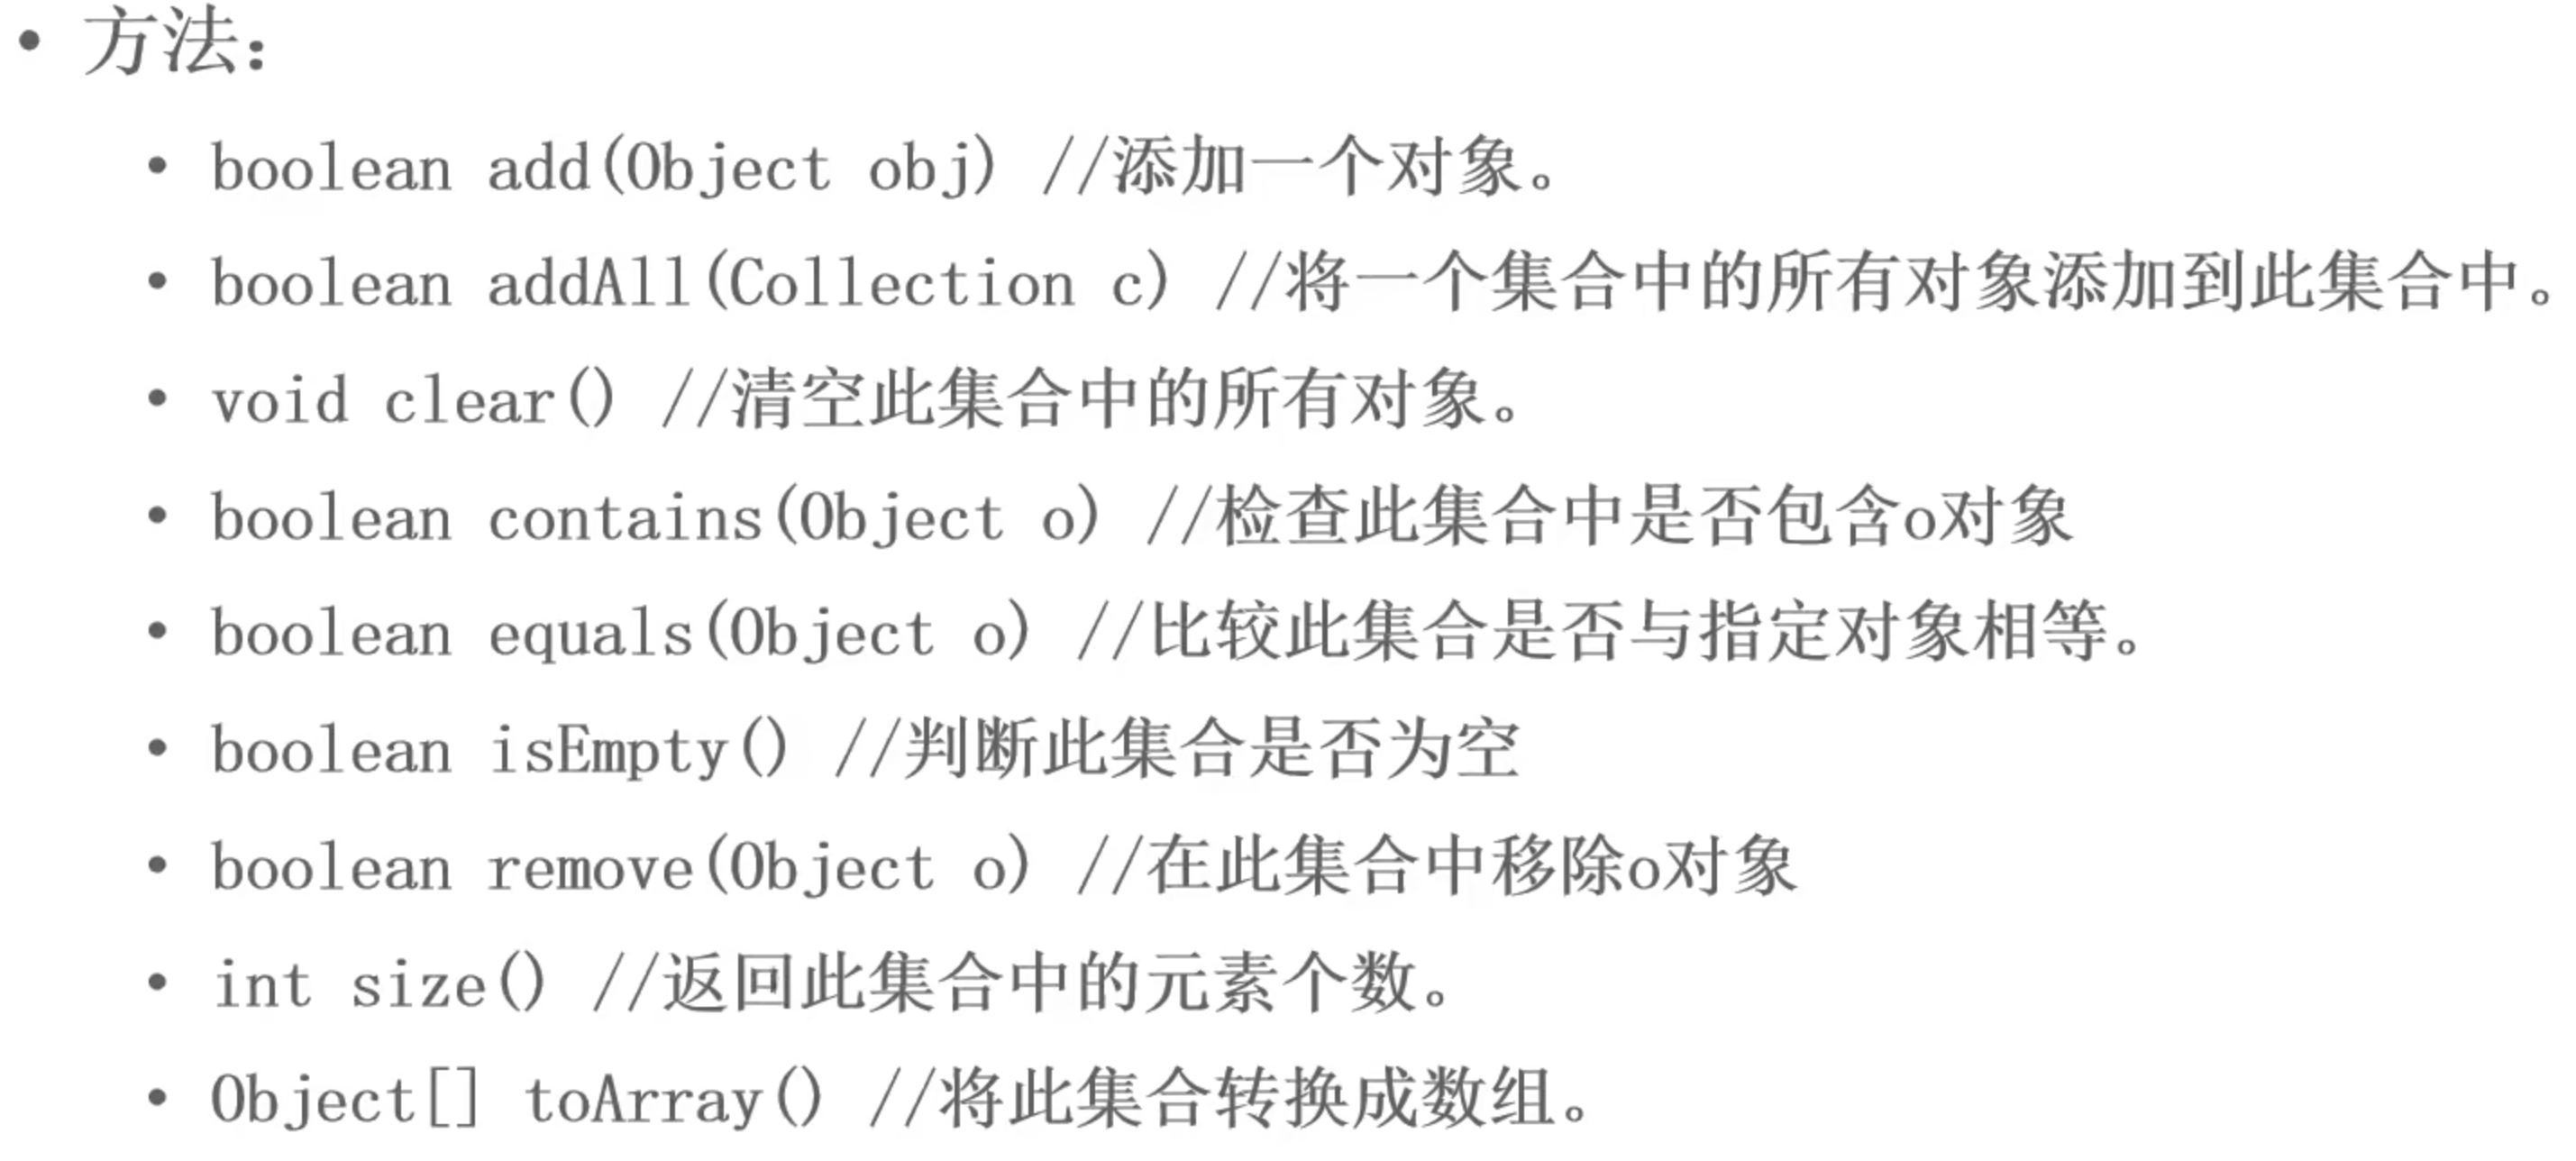 • 方法：
• boolean add(Object obj) //添加一个对象。
• boolean addAll(Collection c) //将一个集合中的所有对象添加到此集合中。
• void clear() //清空此集合中的所有对象。
• boolean contains(Object o) //检查此集合中是否包含o对象
• boolean equals(Object o) //比较此集合是否与指定对象相等。
• boolean isEmpty() //判断此集合是否为空
• boolean remove(Object o) //在此集合中移除o对象
• int size() //返回此集合中的元素个数。
• Object[] toArray() //将此集合转换成数组。